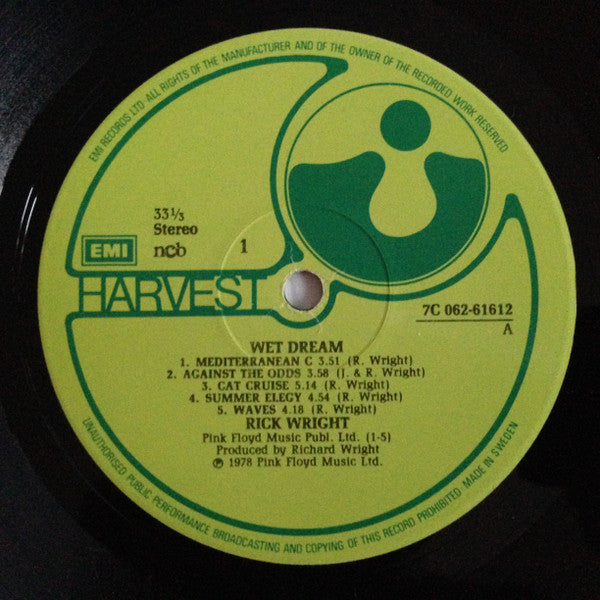 EMI RECORDS LTD. ALL RIGHTS OF THE MANUFACTURER AND OF THE OWNER OF THE RECORDED WORK RESERVED
33⅓
Stereo
EMI
ncb
1
HARVEST
7C 062-61612
A
WET DREAM
1. MEDITERRANEAN C 3.51 (R. Wright)
2. AGAINST THE ODDS 3.58 (J. & R. Wright)
3. CAT CRUISE 5.14 (R. Wright)
4. SUMMER ELEGY 4.54 (R. Wright)
5. WAVES 4.18 (R. Wright)
RICK WRIGHT
Pink Floyd Music Publ. Ltd. (1-5)
Produced by Richard Wright
℗ 1978 Pink Floyd Music Ltd.
UNAUTHORISED PUBLIC PERFORMANCE BROADCASTING AND COPYING OF THIS RECORD PROHIBITED. MADE IN SWEDEN